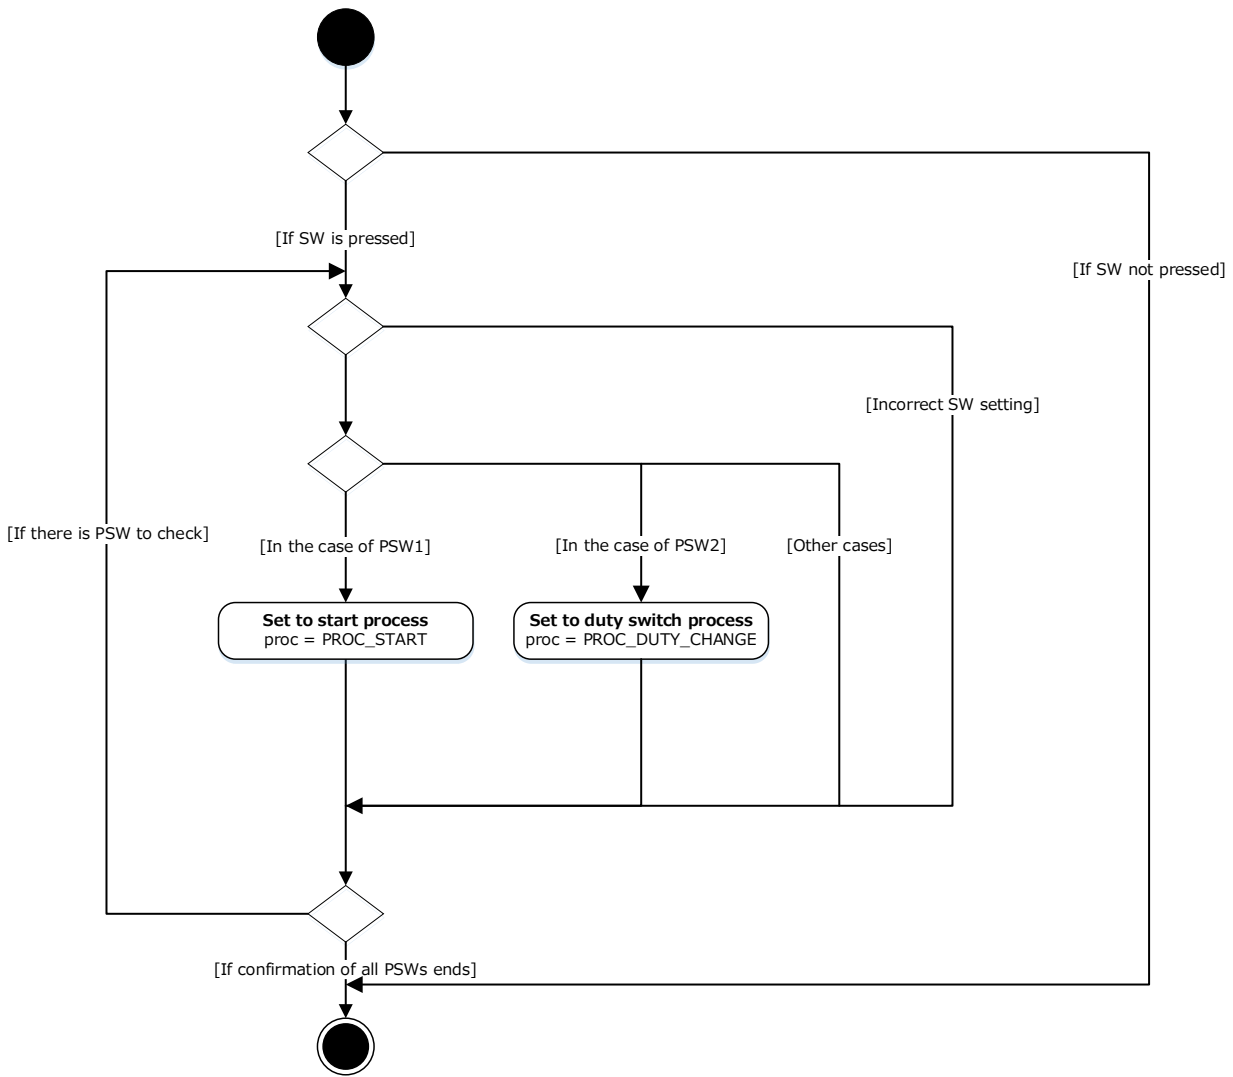 [If SW is pressed]
[If SW not pressed]
[Incorrect SW setting]
[If there is PSW to check]
[In the case of PSW1]
[In the case of PSW2]
[Other cases]
Set to start process
proc = PROC_START
Set to duty switch process
proc = PROC_DUTY_CHANGE
[If confirmation of all PSWs ends]